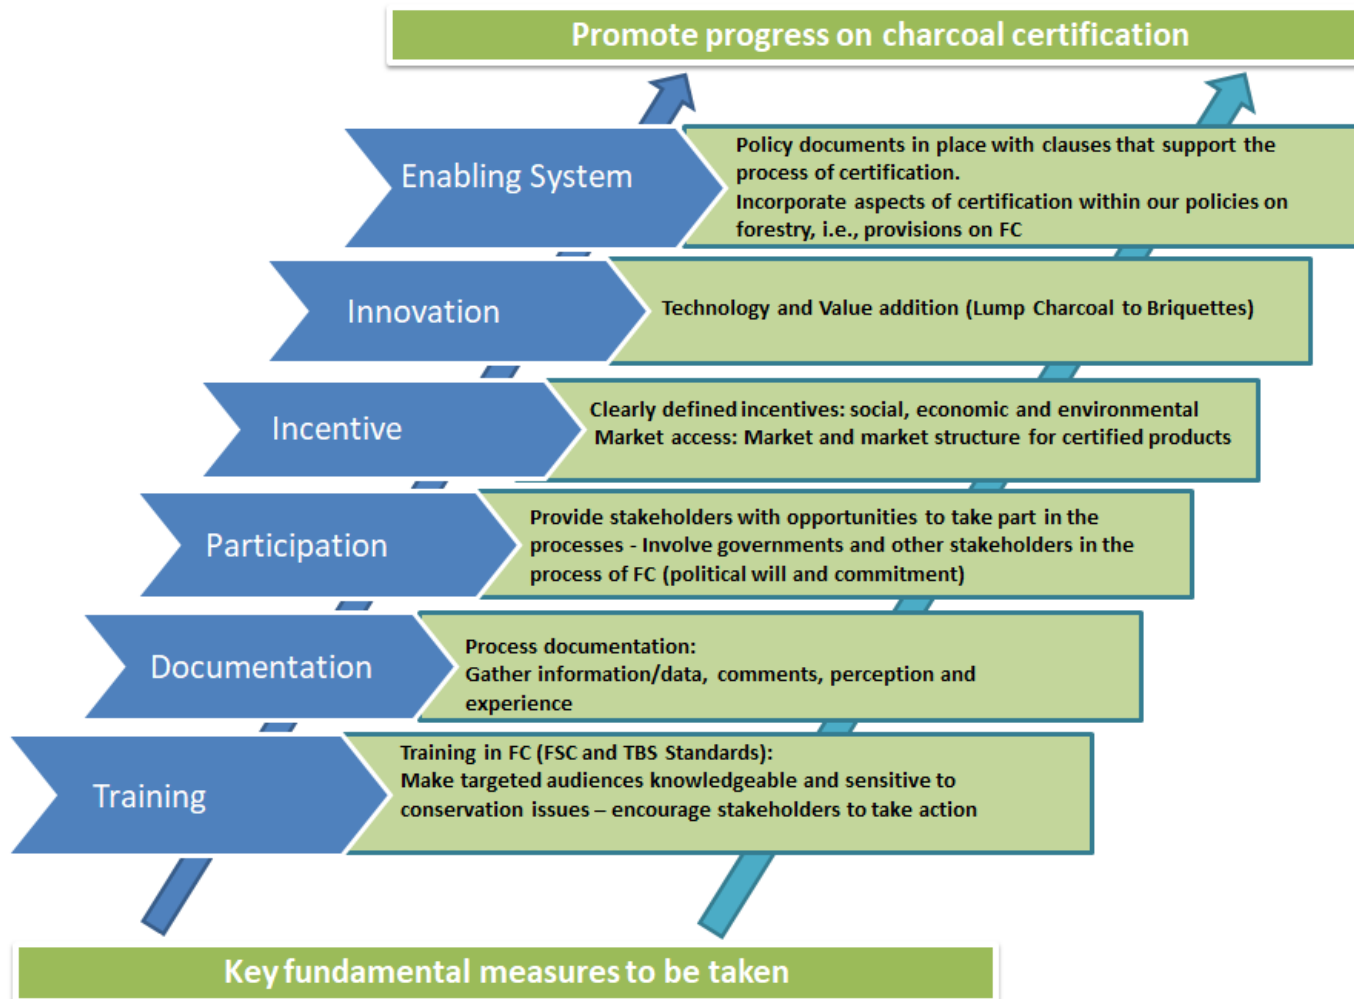 Promote progress on charcoal certification
Enabling System
Policy documents in place with clauses that support the
process of certification.
Incorporate aspects of certification within our policies on
forestry, i.e., provisions on FC
Innovation
Technology and Value addition (Lump Charcoal to Briquettes)
Incentive
Clearly defined incentives: social, economic and environmental
Market access: Market and market structure for certified products
Participation
Provide stakeholders with opportunities to take part in the
processes - Involve governments and other stakeholders in the
process of FC (political will and commitment)
Documentation
Process documentation:
Gather information/data, comments, perception and
experience
Training
Training in FC (FSC and TBS Standards):
Make targeted audiences knowledgeable and sensitive to
conservation issues – encourage stakeholders to take action
Key fundamental measures to be taken